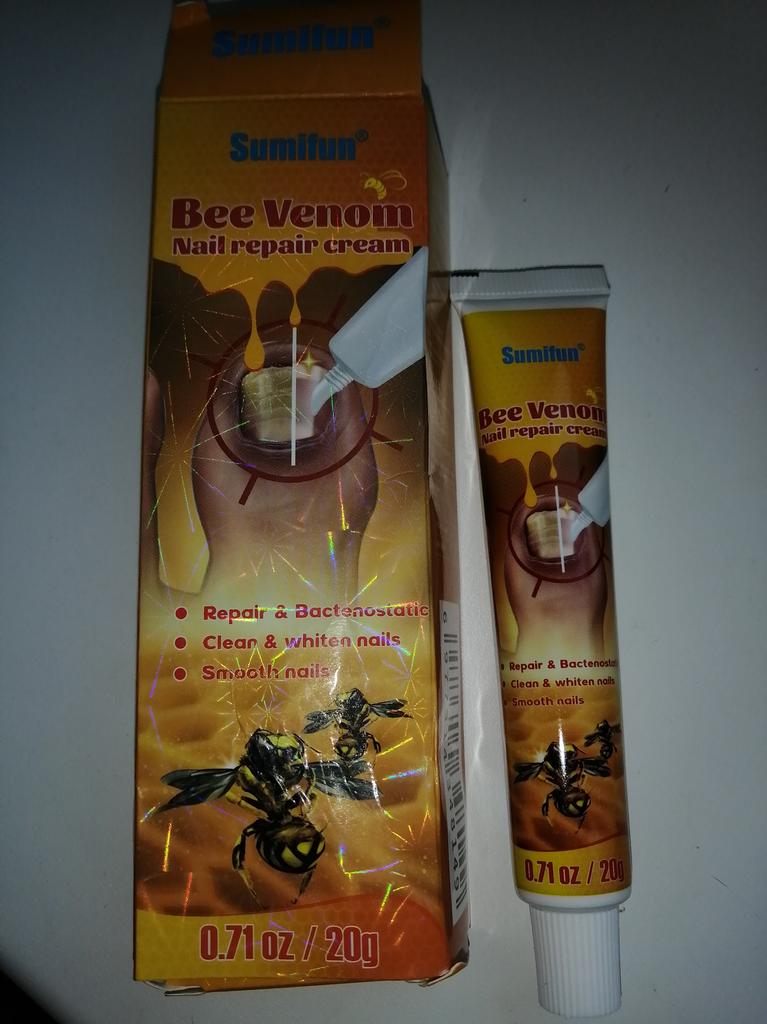 Sumifun®
Sumifun®
Bee Venom
Nail repair cream
• Repair & Bactenostatic
• Clean & whiten nails
• Smooth nails
0.71 oz / 20g
Sumifun®
Bee Venom
Nail repair cream
• Repair & Bactenostati
• Clean & whiten nails
• Smooth nails
0.71 oz / 20g